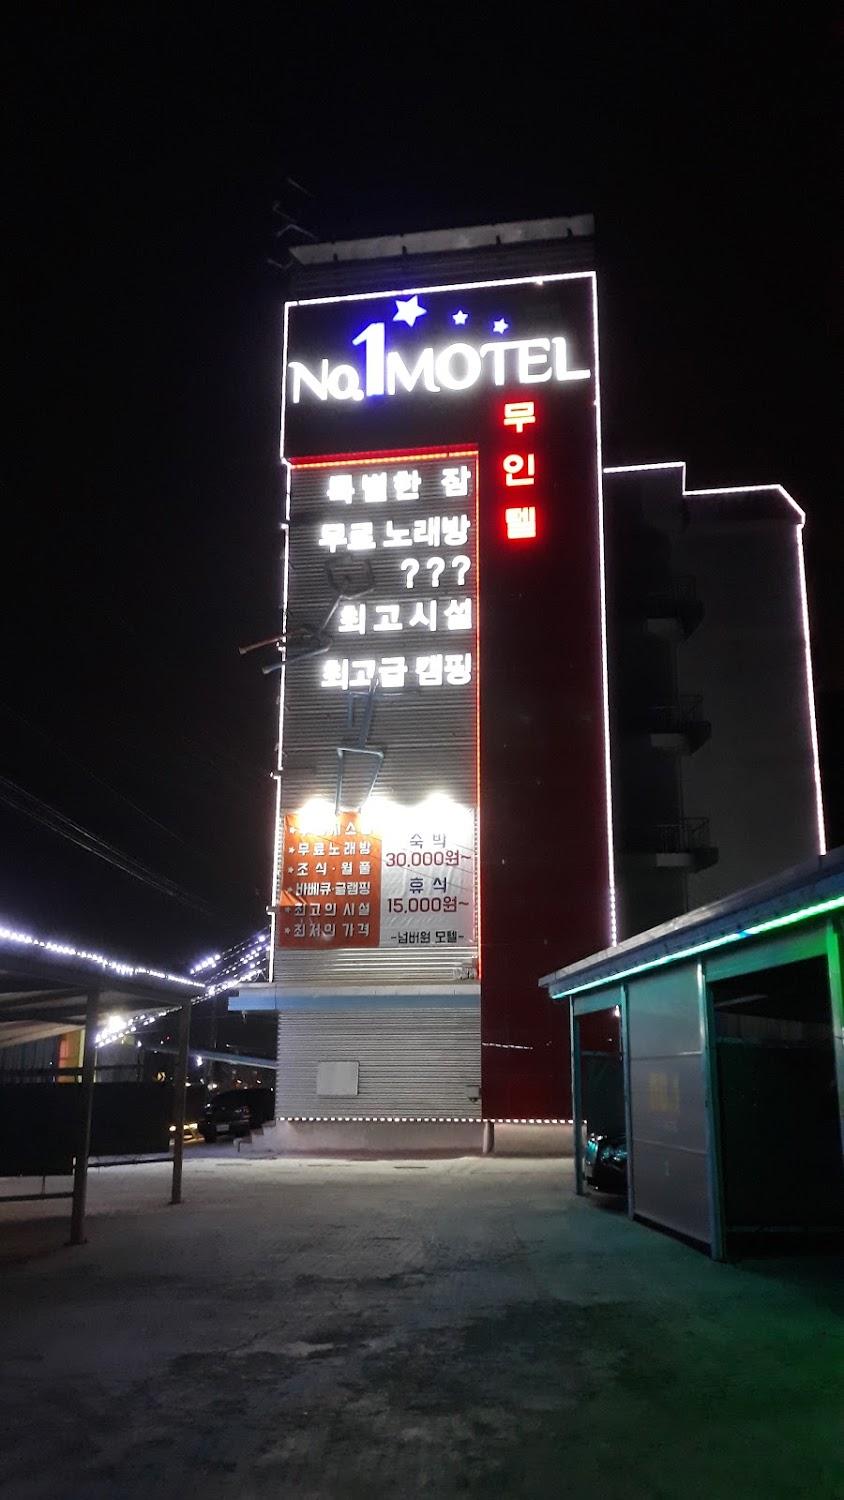 No.1 MOTEL
무인텔
특별한 잠
무료 노래방
???
최고시설
최고급 캠핑
*무료노래방
*조식·월풀
*바베큐·글램핑
*최고의 시설
*최저의 가격
숙박
30,000원~
휴식
15,000원~
-넘버원 모텔-